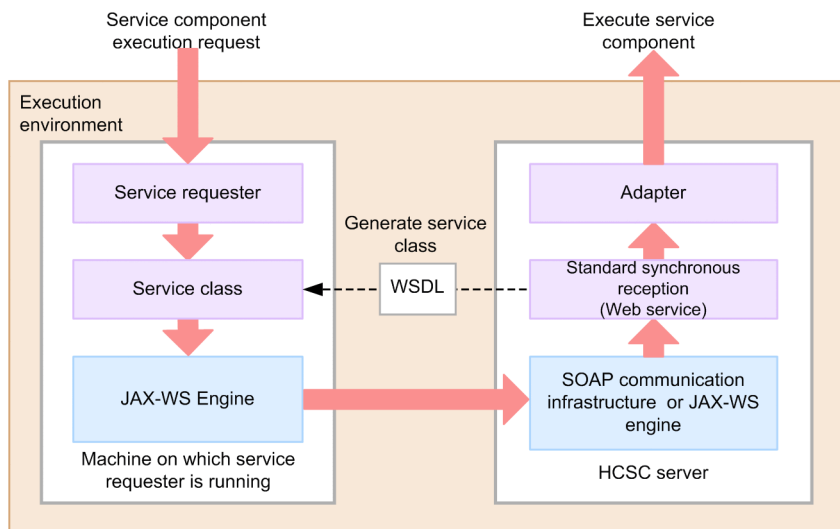 Service component
execution request
Execute service
component
Execution
environment
Service requester
Service class
JAX-WS Engine
Machine on which service
requester is running
Generate service
class
WSDL
Adapter
Standard synchronous
reception
(Web service)
SOAP communication
infrastructure or JAX-WS
engine
HCSC server